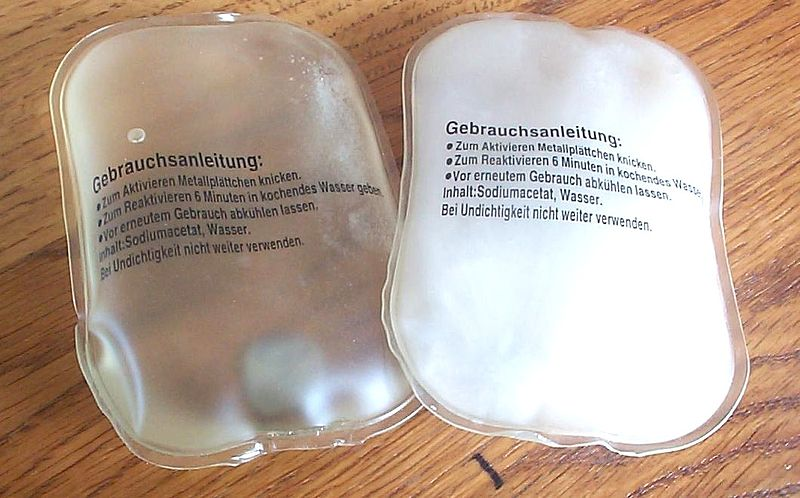 Gebrauchsanleitung:
• Zum Aktivieren Metallplättchen knicken.
• Zum Reaktivieren 6 Minuten in kochendes Wasser geben.
• Vor erneutem Gebrauch abkühlen lassen.
Inhalt:Sodiumacetat, Wasser.
Bei Undichtigkeit nicht weiter verwenden.
Gebrauchsanleitung:
• Zum Aktivieren Metallplättchen knicken.
• Zum Reaktivieren 6 Minuten in kochendes Wasser
• Vor erneutem Gebrauch abkühlen lassen.
Inhalt:Sodiumacetat, Wasser.
Bei Undichtigkeit nicht weiter verwenden.